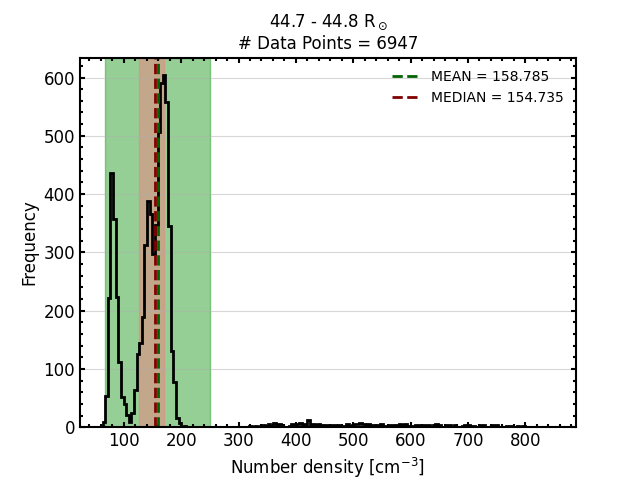 44.7 - 44.8 R⊙
# Data Points = 6947
MEAN = 158.785
MEDIAN = 154.735
600
500
400
300
200
100
0
Frequency
100 200 300 400 500 600 700 800
Number density [cm⁻³]